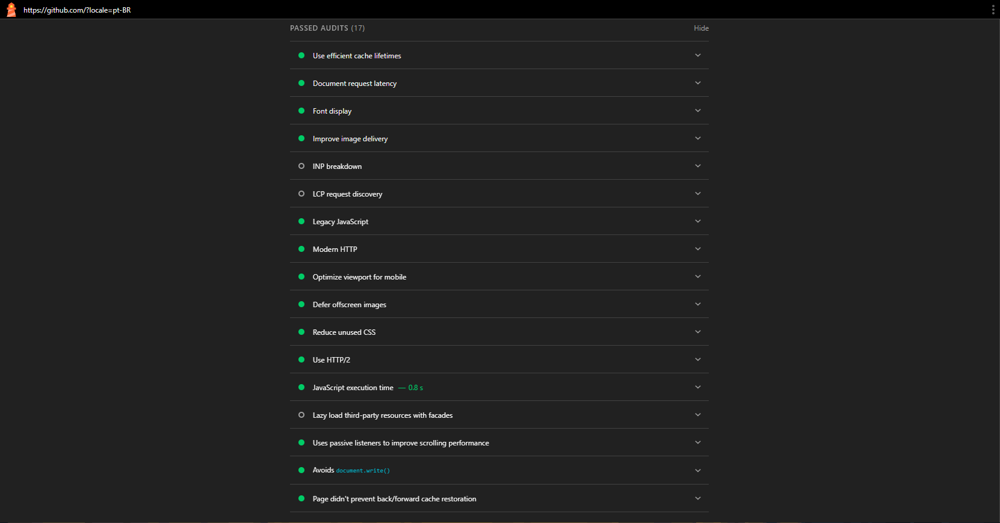 https://github.com/?locale=pt-BR
PASSED AUDITS (17) Hide
Use efficient cache lifetimes
Document request latency
Font display
Improve image delivery
INP breakdown
LCP request discovery
Legacy JavaScript
Modern HTTP
Optimize viewport for mobile
Defer offscreen images
Reduce unused CSS
Use HTTP/2
JavaScript execution time — 0.8 s
Lazy load third-party resources with facades
Uses passive listeners to improve scrolling performance
Avoids document.write()
Page didn't prevent back/forward cache restoration